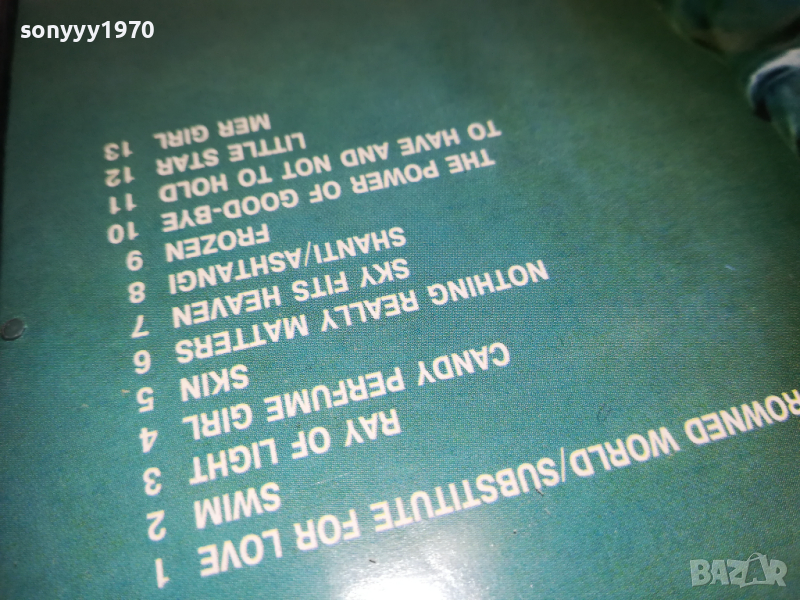 sonyyy1970
ROWNED WORLD/SUBSTITUTE FOR LOVE 1
SWIM 2
RAY OF LIGHT 3
CANDY PERFUME GIRL 4
SKIN 5
NOTHING REALLY MATTERS 6
SKY FITS HEAVEN 7
SHANTI/ASHTANGI 8
FROZEN 9
THE POWER OF GOOD-BYE 10
TO HAVE AND NOT TO HOLD 11
LITTLE STAR 12
MER GIRL 13
BAZAR